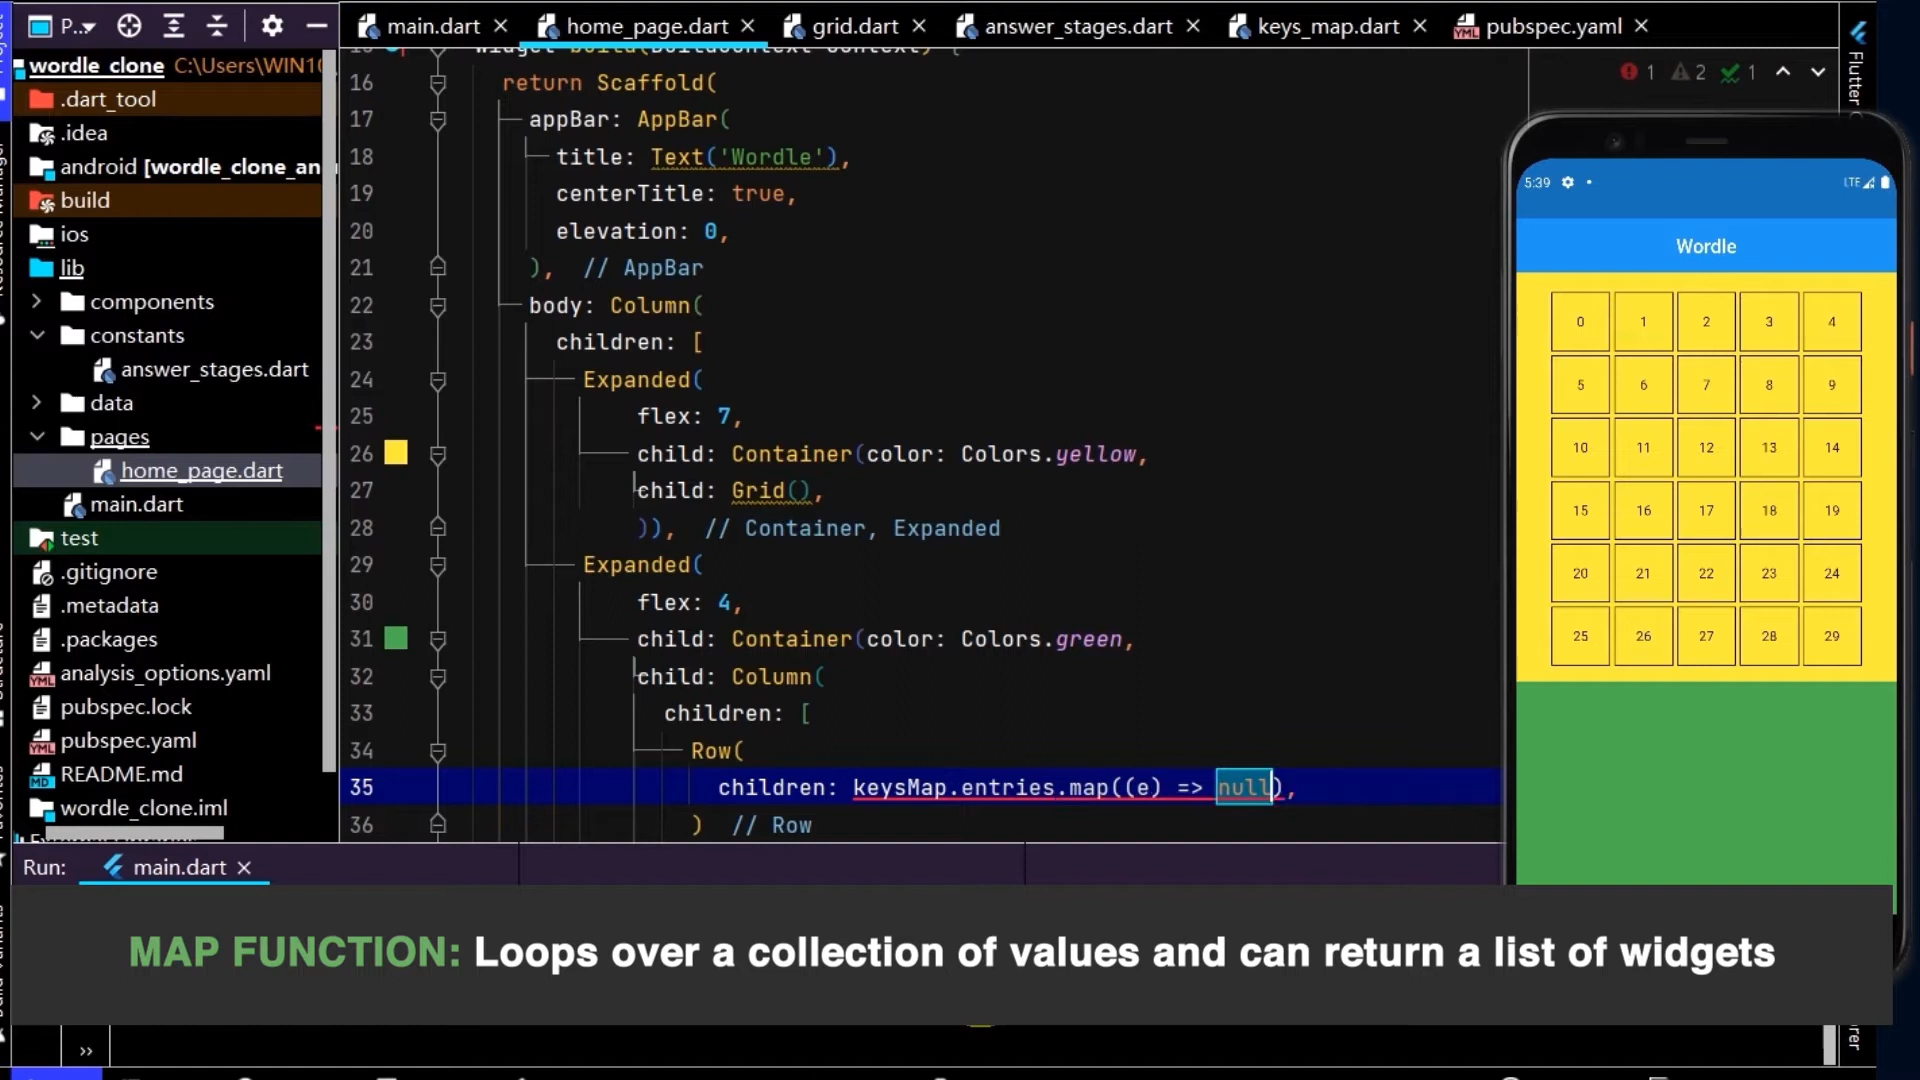 P...
main.dart
home_page.dart
grid.dart
answer_stages.dart
keys_map.dart
pubspec.yaml
wordle_clone C:\Users\WIN10
.dart_tool
.idea
android [wordle_clone_an
build
ios
lib
components
constants
answer_stages.dart
data
pages
home_page.dart
main.dart
test
.gitignore
.metadata
.packages
analysis_options.yaml
pubspec.lock
pubspec.yaml
README.md
wordle_clone.iml
Widget build(BuildContext context) {
16 return Scaffold(
17 appBar: AppBar(
18 title: Text('Wordle'),
19 centerTitle: true,
20 elevation: 0,
21 ), // AppBar
22 body: Column(
23 children: [
24 Expanded(
25 flex: 7,
26 child: Container(color: Colors.yellow,
27 child: Grid(),
28 )), // Container, Expanded
29 Expanded(
30 flex: 4,
31 child: Container(color: Colors.green,
32 child: Column(
33 children: [
34 Row(
35 children: keysMap.entries.map((e) => null),
36 ) // Row
1 2 1
Flutter
5:39 LTE
Wordle
0 1 2 3 4
5 6 7 8 9
10 11 12 13 14
15 16 17 18 19
20 21 22 23 24
25 26 27 28 29
Run: main.dart
MAP FUNCTION: Loops over a collection of values and can return a list of widgets